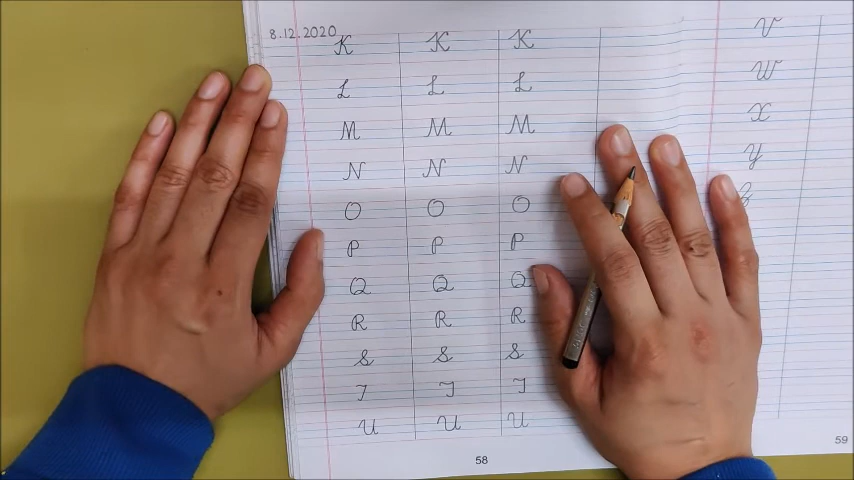 8.12.2020
K K K
L L L
M M M
N N N
O O O
P P P
Q Q Q
R R R
S S S
T T T
U U U
58
V
W
X
Y
Z
59